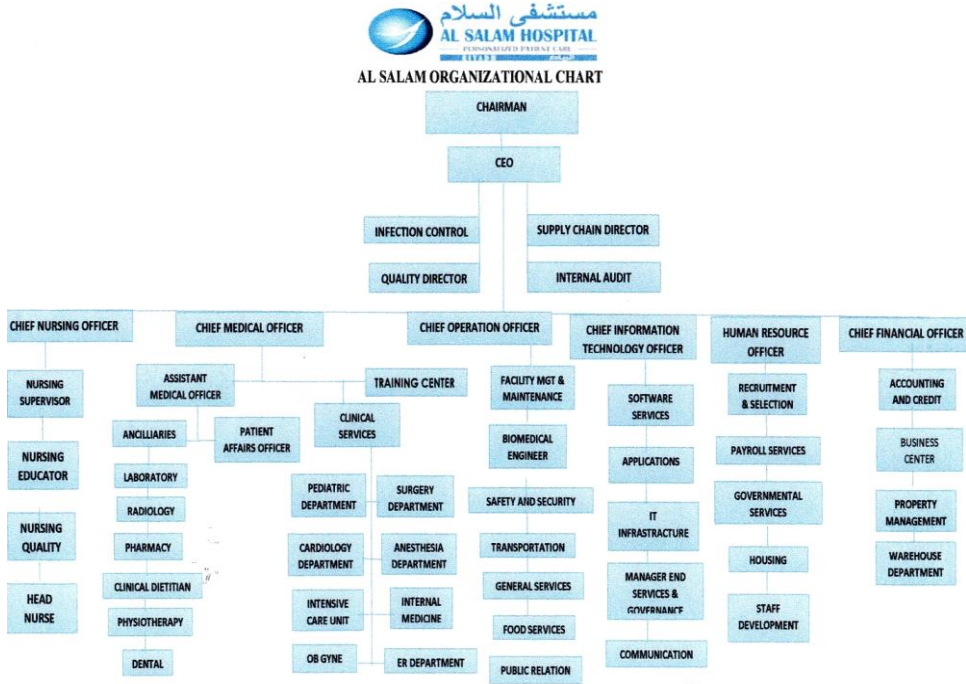 مستشفى السلام
AL SALAM HOSPITAL
PERSONALIZED PATIENT CARE
RIYADH الرياض
AL SALAM ORGANIZATIONAL CHART
CHAIRMAN
CEO
INFECTION CONTROL
SUPPLY CHAIN DIRECTOR
QUALITY DIRECTOR
INTERNAL AUDIT
CHIEF NURSING OFFICER
NURSING
SUPERVISOR
NURSING
EDUCATOR
NURSING
QUALITY
HEAD
NURSE
CHIEF MEDICAL OFFICER
ASSISTANT
MEDICAL OFFICER
TRAINING CENTER
ANCILLIARIES
PATIENT
AFFAIRS OFFICER
LABORATORY
RADIOLOGY
PHARMACY
CLINICAL DIETITIAN
PHYSIOTHERAPY
DENTAL
CLINICAL
SERVICES
PEDIATRIC
DEPARTMENT
SURGERY
DEPARTMENT
CARDIOLOGY
DEPARTMENT
ANESTHESIA
DEPARTMENT
INTENSIVE
CARE UNIT
INTERNAL
MEDICINE
OB GYNE
ER DEPARTMENT
CHIEF OPERATION OFFICER
FACILITY MGT &
MAINTENANCE
BIOMEDICAL
ENGINEER
SAFETY AND SECURITY
TRANSPORTATION
GENERAL SERVICES
FOOD SERVICES
PUBLIC RELATION
CHIEF INFORMATION
TECHNOLOGY OFFICER
SOFTWARE
SERVICES
APPLICATIONS
IT
INFRASTRACTURE
MANAGER END
SERVICES &
GOVERNANCE
COMMUNICATION
HUMAN RESOURCE
OFFICER
RECRUITMENT
& SELECTION
PAYROLL SERVICES
GOVERNMENTAL
SERVICES
HOUSING
STAFF
DEVELOPMENT
CHIEF FINANCIAL OFFICER
ACCOUNTING
AND CREDIT
BUSINESS
CENTER
PROPERTY
MANAGEMENT
WAREHOUSE
DEPARTMENT